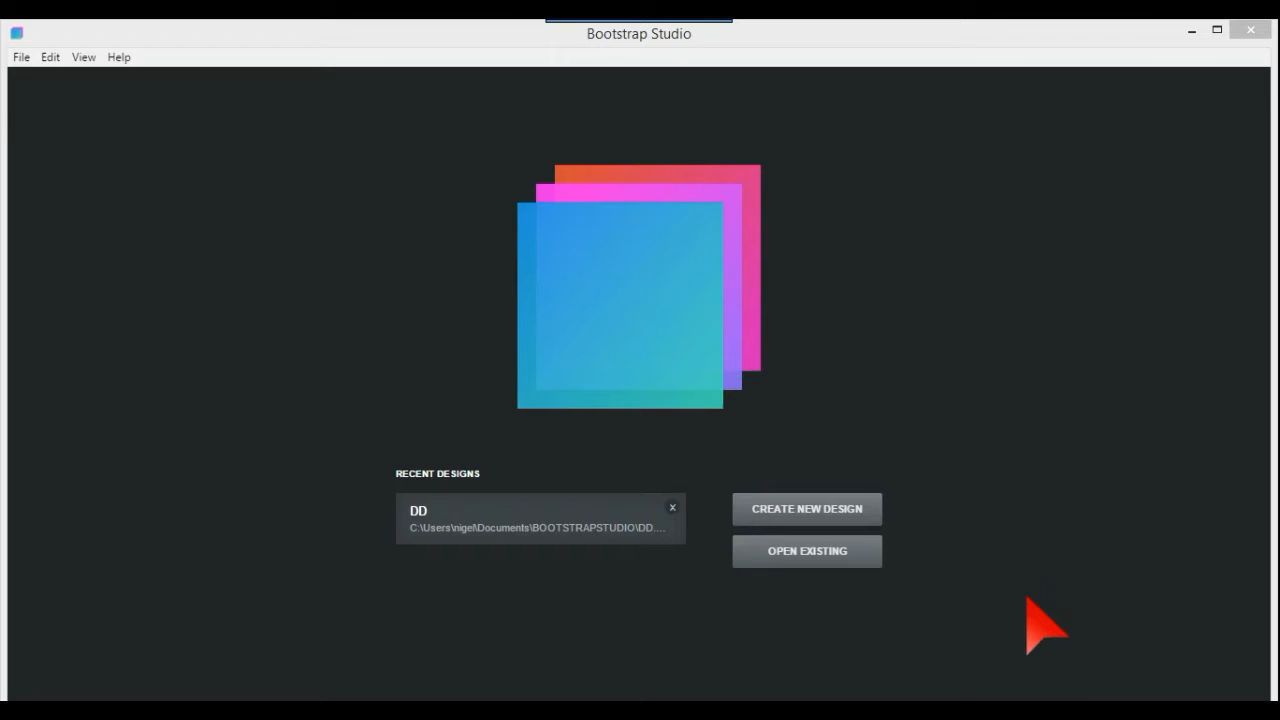 Bootstrap Studio
File Edit View Help
RECENT DESIGNS
DD
C:\Users\nigel\Documents\BOOTSTRAPSTUDIO\DD....
CREATE NEW DESIGN
OPEN EXISTING